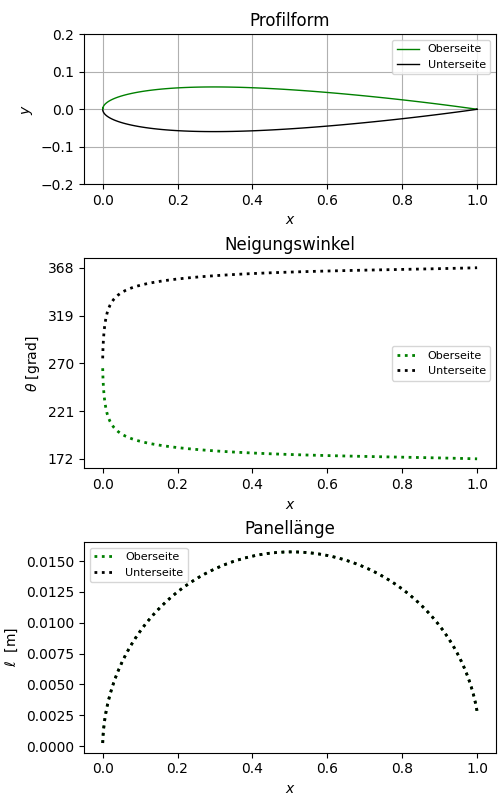 Profilform
0.2
0.1
0.0
−0.1
−0.2
y
Oberseite
Unterseite
0.0 0.2 0.4 0.6 0.8 1.0
x
Neigungswinkel
368
319
270
221
172
θ [grad]
Oberseite
Unterseite
0.0 0.2 0.4 0.6 0.8 1.0
x
Panellänge
0.0150
0.0125
0.0100
0.0075
0.0050
0.0025
0.0000
ℓ [m]
Oberseite
Unterseite
0.0 0.2 0.4 0.6 0.8 1.0
x